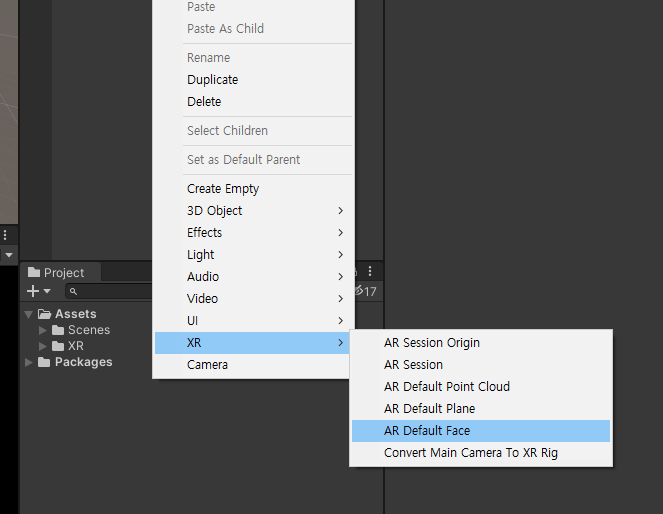 Paste
Paste As Child
Rename
Duplicate
Delete
Select Children
Set as Default Parent
Create Empty
3D Object
Effects
Light
Audio
Video
UI
XR
Camera
AR Session Origin
AR Session
AR Default Point Cloud
AR Default Plane
AR Default Face
Convert Main Camera To XR Rig
Project
17
Assets
Scenes
XR
Packages